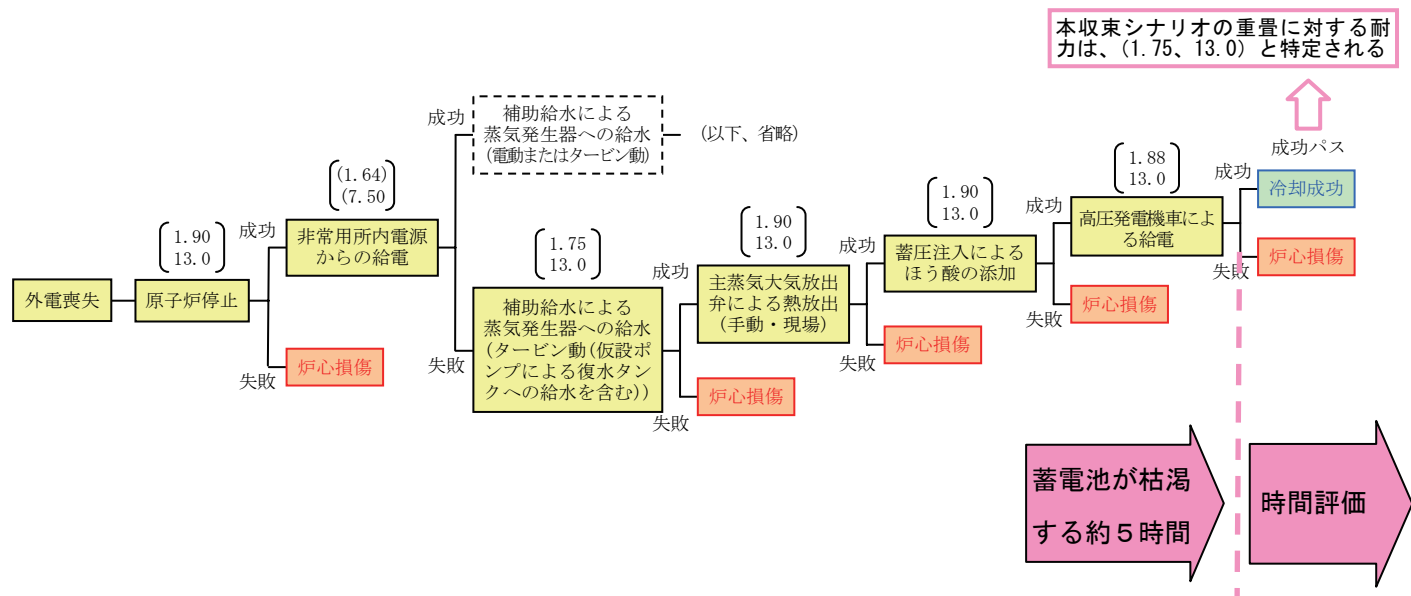 本収束シナリオの重畳に対する耐
力は、(1.75、13.0) と特定される
成功パス
成功
補助給水による
蒸気発生器への給水
(電動またはタービン動)
(以下、省略)
(1.64)
(7.50
1.90
13.0
成功
非常用所内電源
からの給電
外電喪失
原子炉停止
失敗
炉心損傷
失敗
1.75
13.0
補助給水による
蒸気発生器への給水
(タービン動(仮設ポ
ンプによる復水タン
クへの給水を含む))
1.90
13.0
成功
主蒸気大気放出
弁による熱放出
(手動・現場)
失敗
炉心損傷
1.90
13.0
成功
蓄圧注入による
ほう酸の添加
失敗
炉心損傷
1.88
13.0
成功
高圧発電機車によ
る給電
失敗
炉心損傷
成功
冷却成功
失敗
炉心損傷
蓄電池が枯渇
する約５時間
時間評価